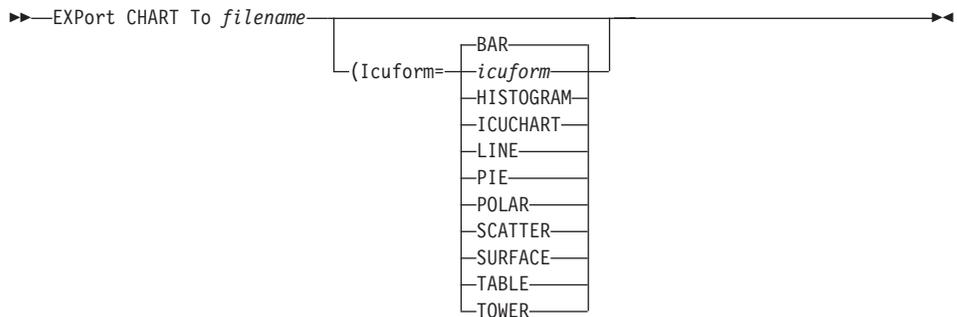 EXPort CHART To filename
BAR
(Icuform= icuform
HISTOGRAM
ICUCHART
LINE
PIE
POLAR
SCATTER
SURFACE
TABLE
TOWER